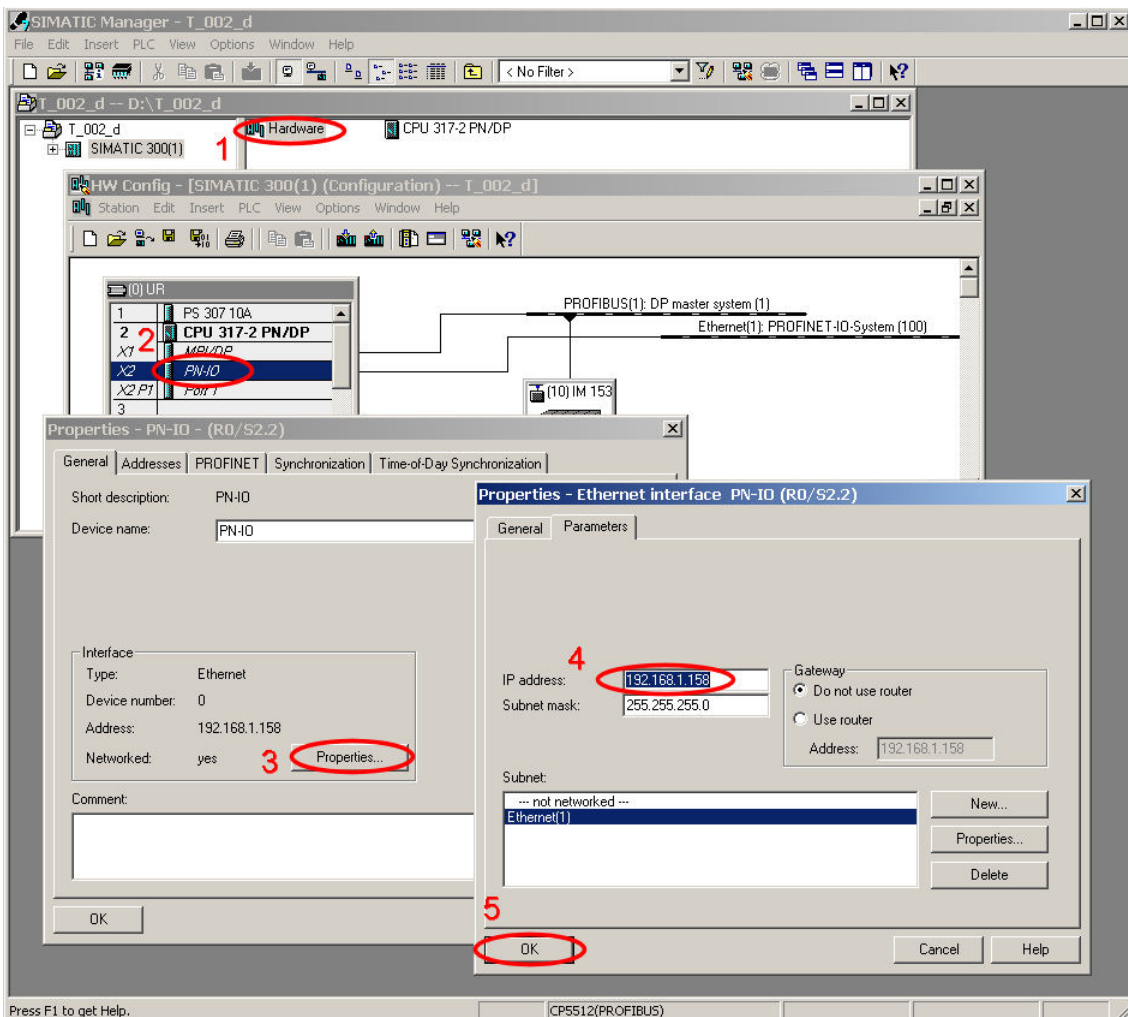 SIMATIC Manager - T_002_d
File Edit Insert PLC View Options Window Help
< No Filter >
T_002_d -- D:\T_002_d
T_002_d
Hardware
CPU 317-2 PN/DP
SIMATIC 300(1)
1
HW Config - [SIMATIC 300(1) (Configuration) -- T_002_d]
Station Edit Insert PLC View Options Window Help
(0) UR
1 PS 307 10A
2 CPU 317-2 PN/DP
2
X1 MPI/DP
X2 PN-IO
X2 P1 Port 1
3
PROFIBUS(1): DP master system (1)
Ethernet(1): PROFINET-IO-System (100)
(10) IM 153
Properties - PN-IO - (R0/S2.2)
General Addresses PROFINET Synchronization Time-of-Day Synchronization
Short description: PN-IO
Device name: PN-IO
Interface
Type: Ethernet
Device number: 0
Address: 192.168.1.158
Networked: yes
3
Properties...
Comment:
OK
Properties - Ethernet interface PN-IO (R0/S2.2)
General Parameters
4
IP address: 192.168.1.158
Subnet mask: 255.255.255.0
Gateway
Do not use router
Use router
Address: 192.168.1.158
Subnet:
--- not networked ---
Ethernet(1)
New...
Properties...
Delete
5
OK
Cancel
Help
Press F1 to get Help.
CP5512(PROFIBUS)